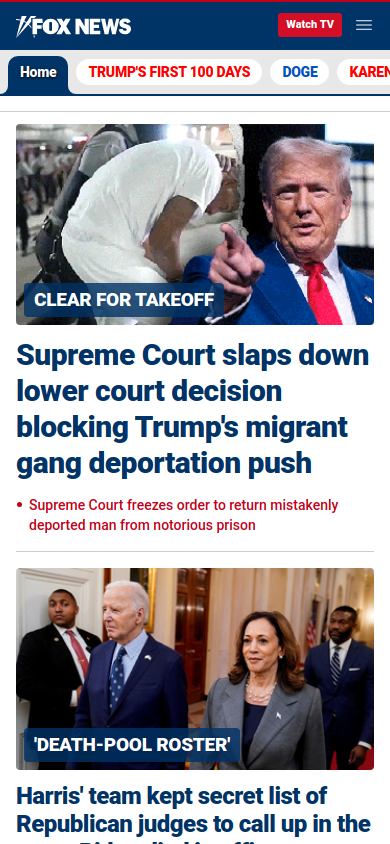 FOX NEWS
Watch TV
Home
TRUMP'S FIRST 100 DAYS
DOGE
KAREN
CLEAR FOR TAKEOFF
Supreme Court slaps down
lower court decision
blocking Trump's migrant
gang deportation push
• Supreme Court freezes order to return mistakenly
deported man from notorious prison
'DEATH-POOL ROSTER'
Harris' team kept secret list of
Republican judges to call up in the